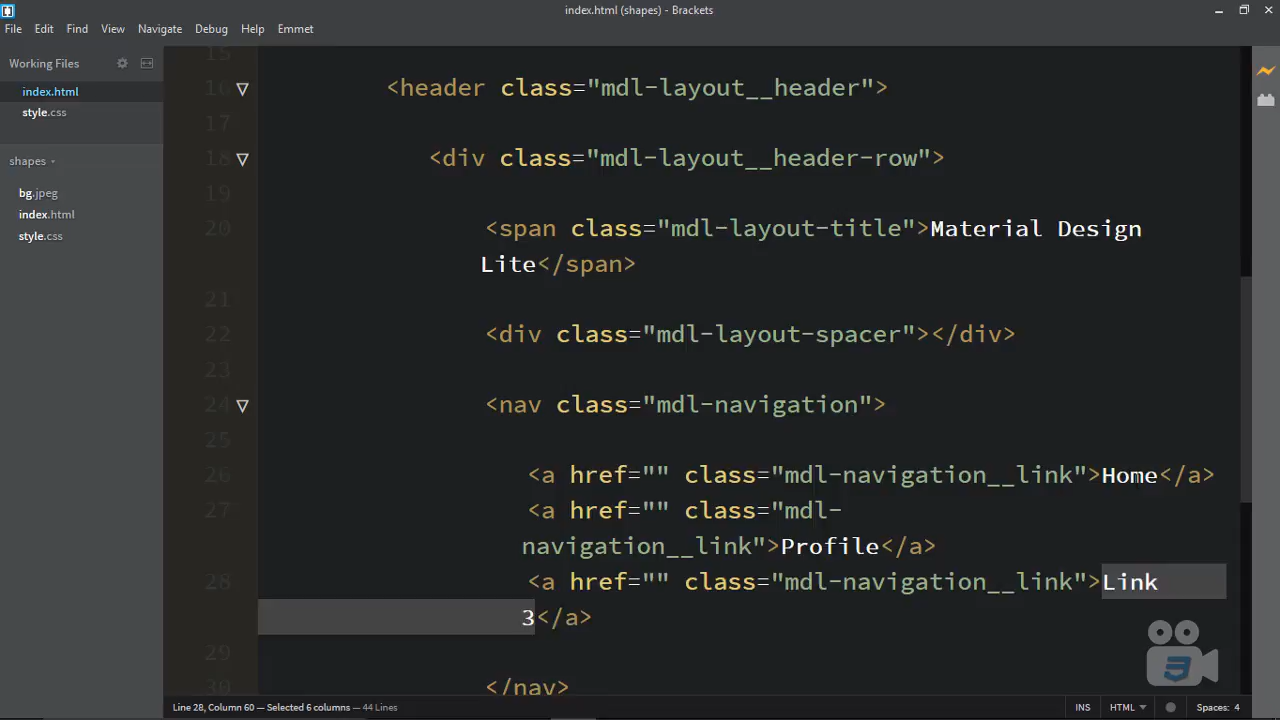 index.html (shapes) - Brackets
File Edit Find View Navigate Debug Help Emmet
Working Files
index.html
style.css
shapes
bg.jpeg
index.html
style.css
15
16 <header class="mdl-layout__header">
17
18 <div class="mdl-layout__header-row">
19
20 <span class="mdl-layout-title">Material Design
Lite</span>
21
22 <div class="mdl-layout-spacer"></div>
23
24 <nav class="mdl-navigation">
25
26 <a href="" class="mdl-navigation__link">Home</a>
27 <a href="" class="mdl-
navigation__link">Profile</a>
28 <a href="" class="mdl-navigation__link">Link
3</a>
29
30 </nav>
Line 28, Column 60 — Selected 6 columns — 44 Lines
INS HTML Spaces: 4